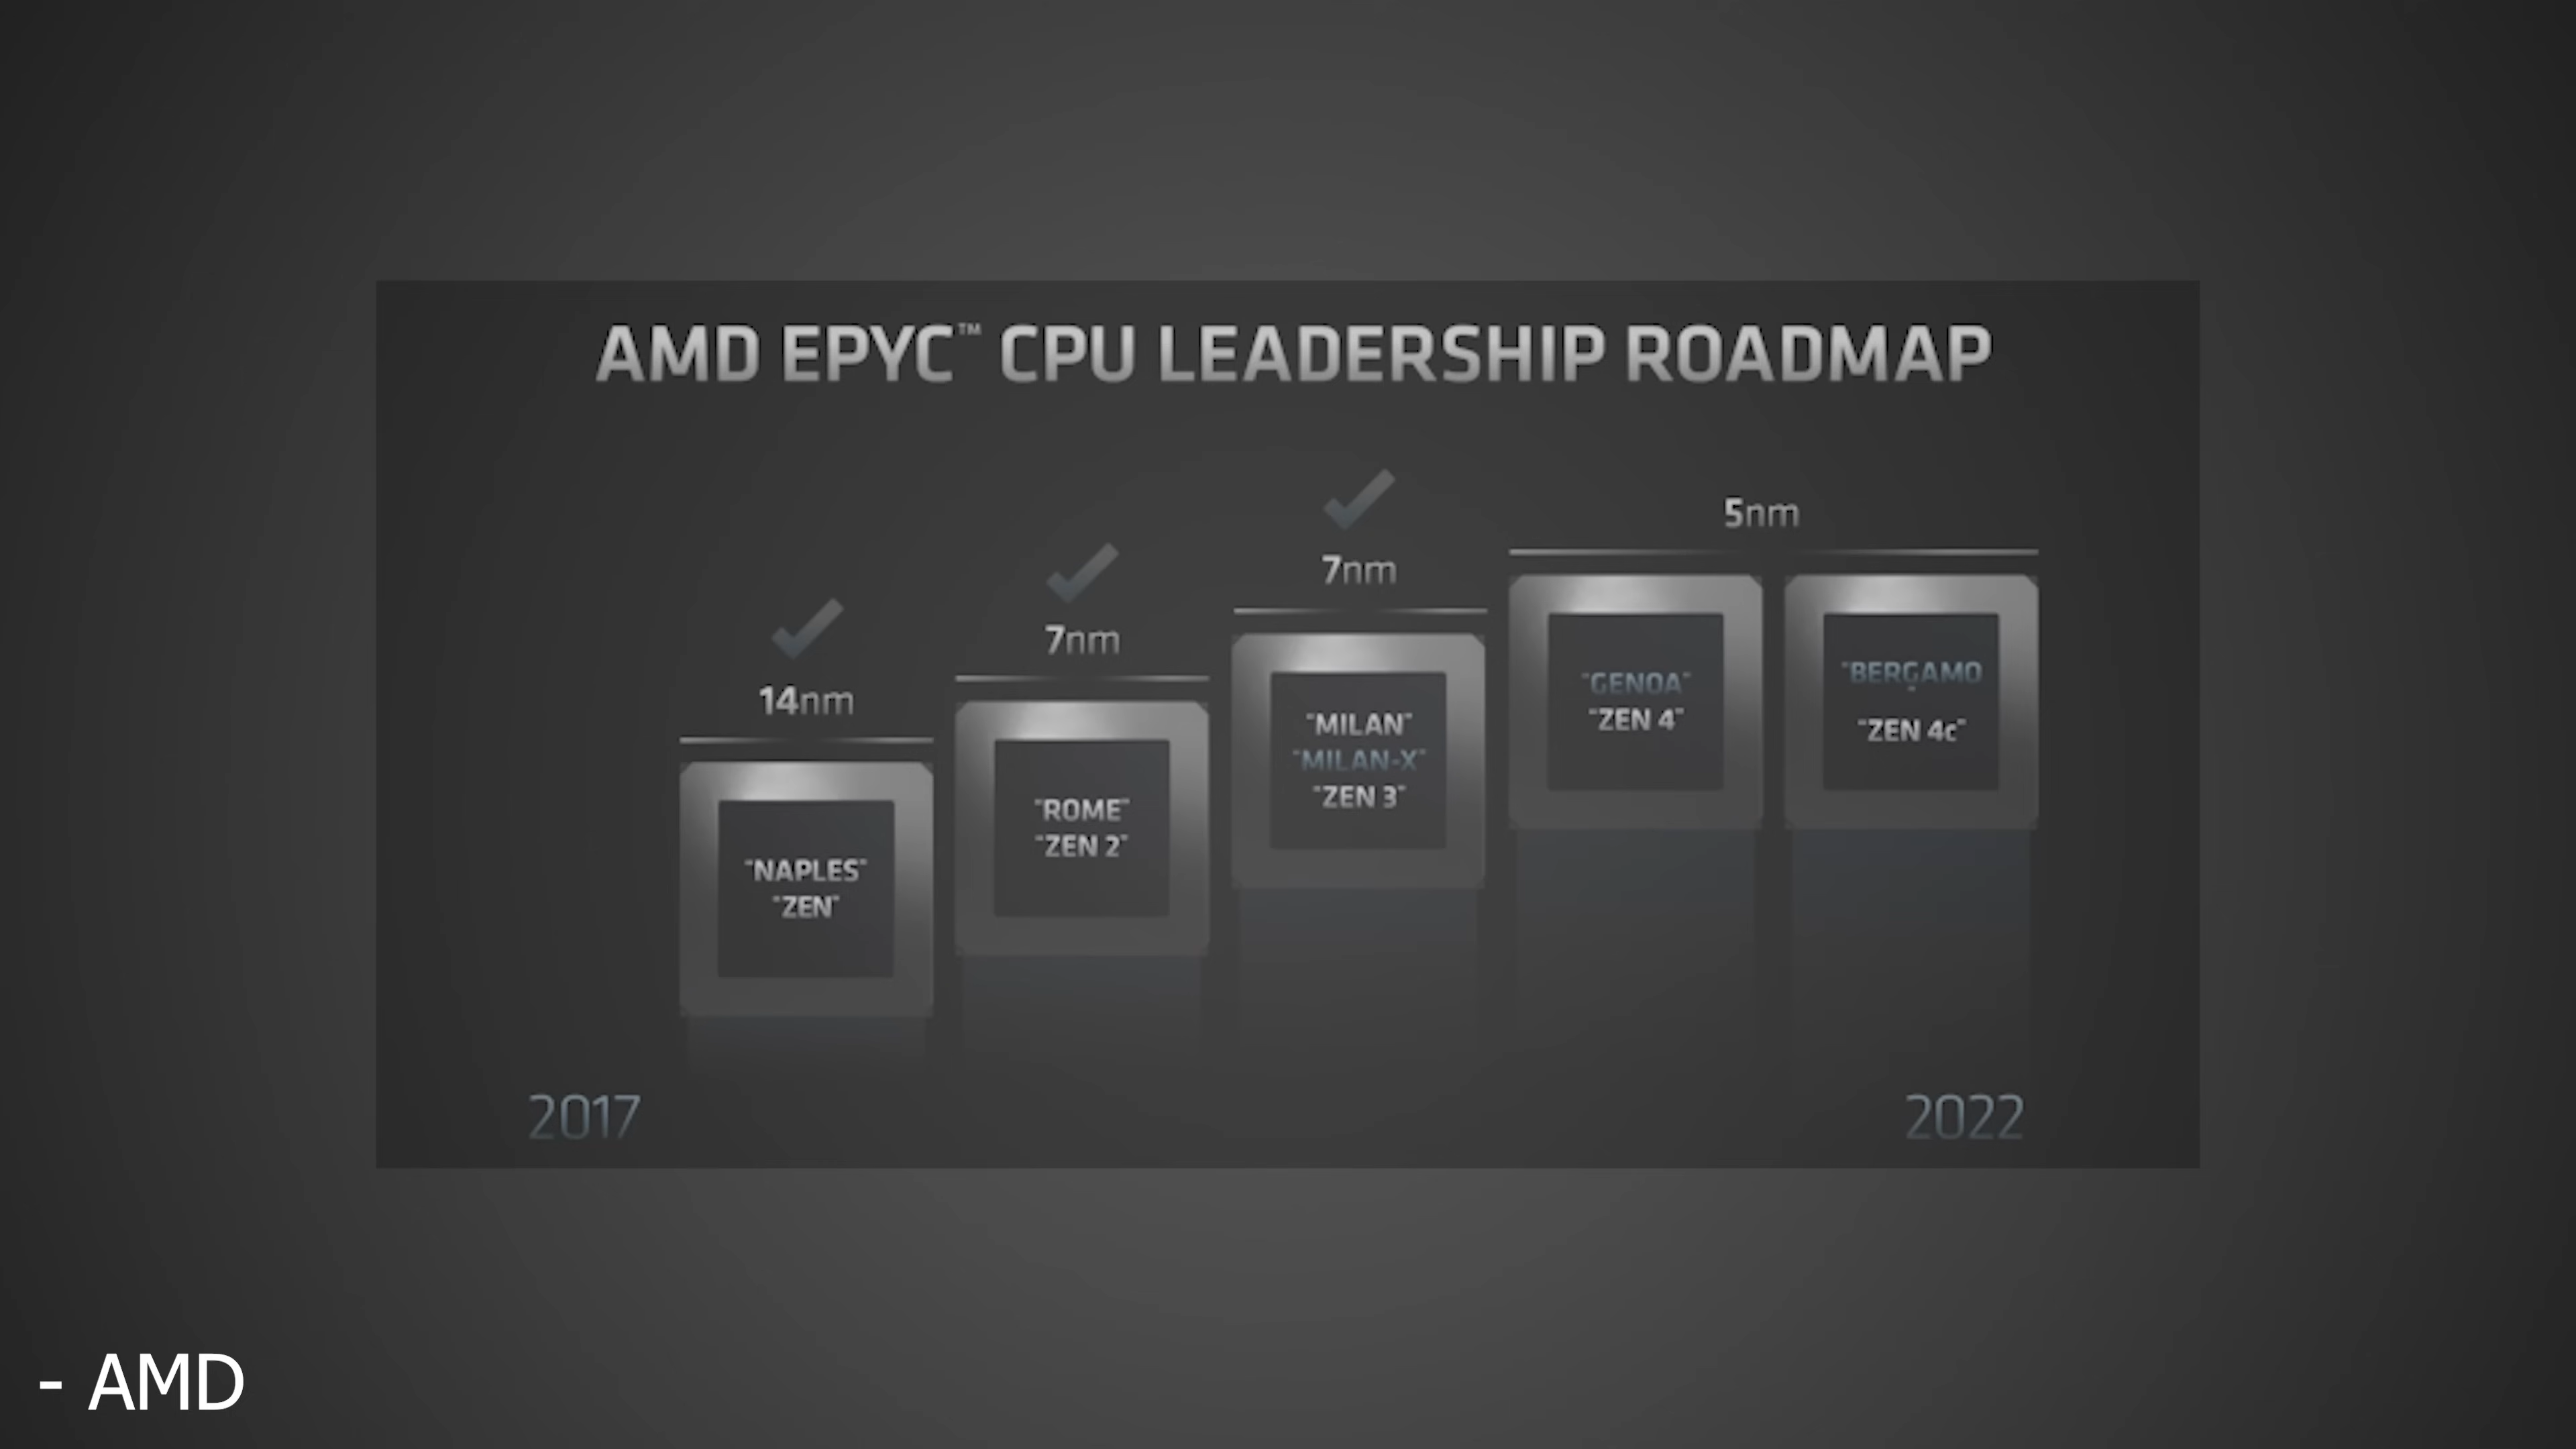 AMD EPYC™ CPU LEADERSHIP ROADMAP
14nm
"NAPLES"
"ZEN"
7nm
"ROME"
"ZEN 2"
7nm
"MILAN"
"MILAN-X"
"ZEN 3"
5nm
"GENOA"
"ZEN 4"
"BERGAMO
"
"ZEN 4c"
2017
2022
- AMD